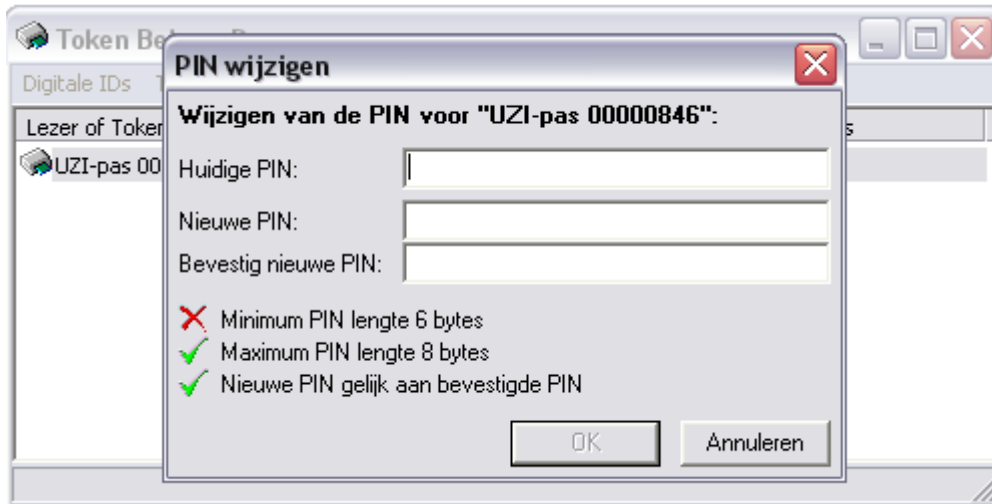 Token Be
PIN wijzigen
Digitale IDs
Wijzigen van de PIN voor "UZI-pas 00000846":
Lezer of Token
UZI-pas 00
Huidige PIN:
Nieuwe PIN:
Bevestig nieuwe PIN:
Minimum PIN lengte 6 bytes
Maximum PIN lengte 8 bytes
Nieuwe PIN gelijk aan bevestigde PIN
OK
Annuleren